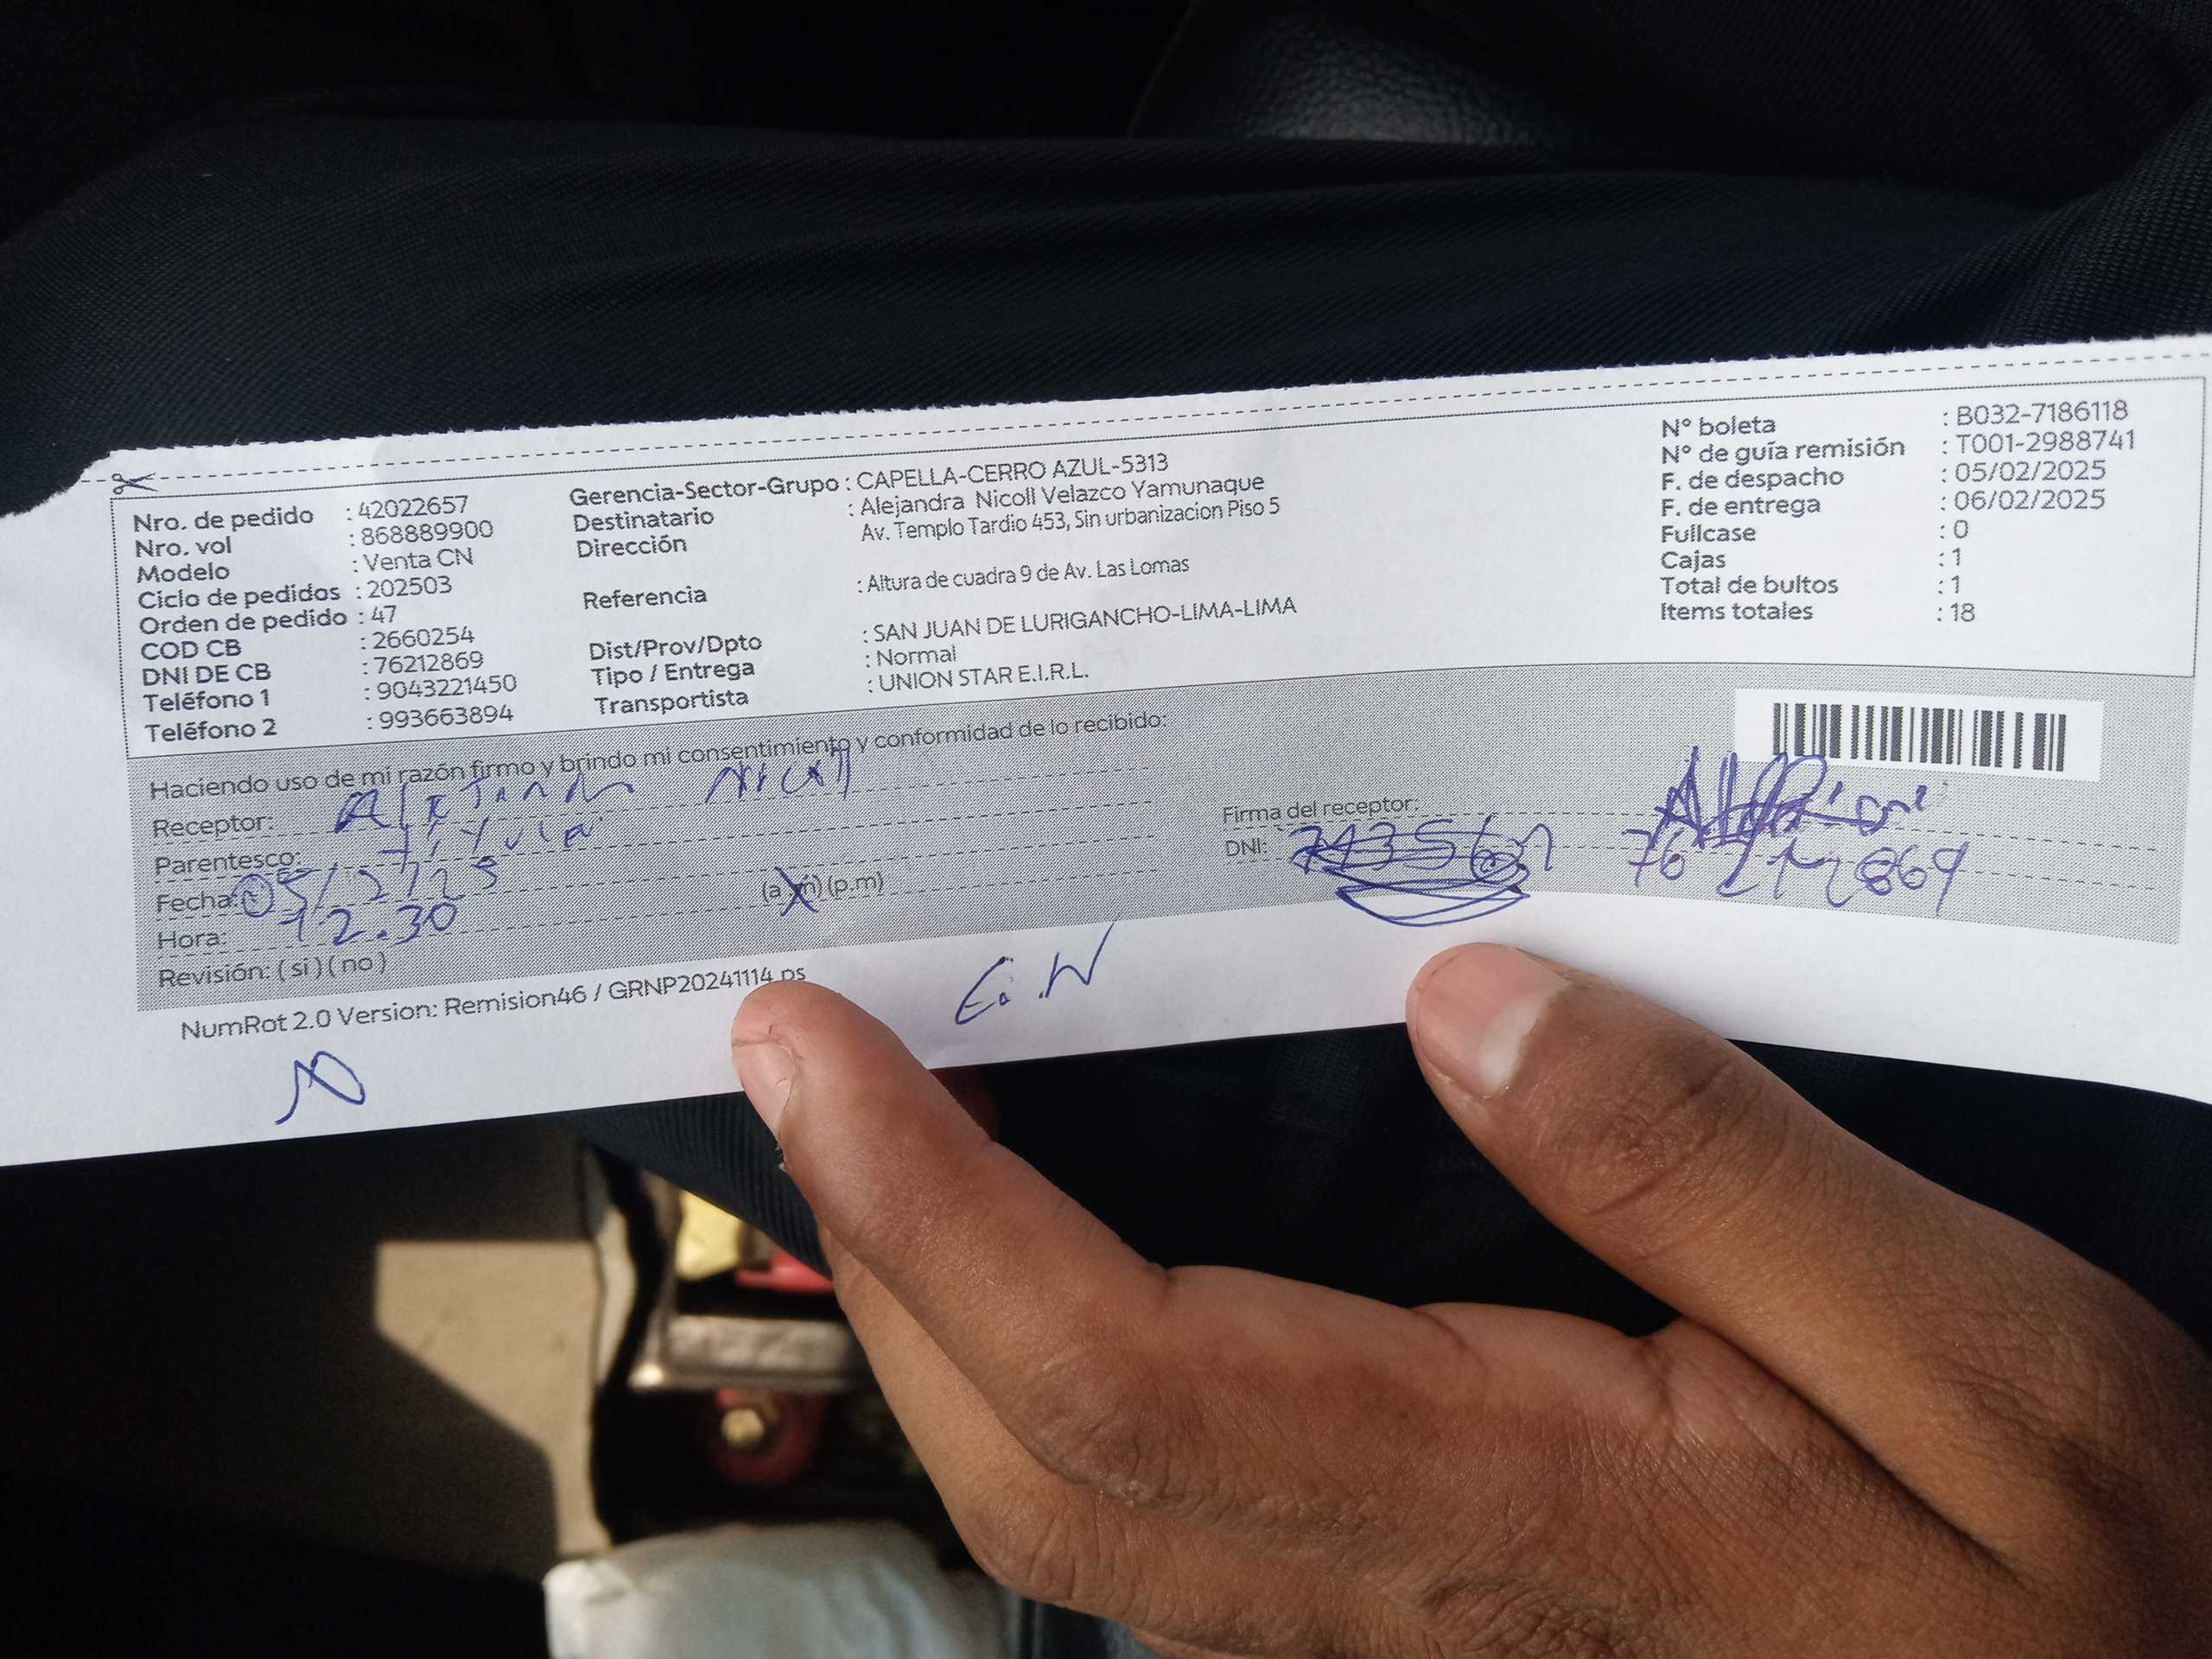 Nro. de pedido : 42022657
Nro. vol : 868889900
Modelo : Venta CN
Ciclo de pedidos : 202503
Orden de pedido : 47
COD CB : 2660254
DNI DE CB : 76212869
Teléfono 1 : 9043221450
Teléfono 2 : 993663894
Gerencia-Sector-Grupo : CAPELLA-CERRO AZUL-5313
Destinatario : Alejandra Nicoll Velazco Yamunaque
Dirección Av. Templo Tardio 453, Sin urbanizacion Piso 5
Referencia : Altura de cuadra 9 de Av. Las Lomas
Dist/Prov/Dpto : SAN JUAN DE LURIGANCHO-LIMA-LIMA
Tipo / Entrega : Normal
Transportista : UNION STAR E.I.R.L.
N° boleta : B032-7186118
N° de guía remisión : T001-2988741
F. de despacho : 05/02/2025
F. de entrega : 06/02/2025
Fullcase : 0
Cajas : 1
Total de bultos : 1
Items totales : 18
Haciendo uso de mi razón firmo y brindo mi consentimiento y conformidad de lo recibido:
Receptor:
Parentesco:
Fecha: 05/2/25
Hora: 12.30 (a.m) (p.m)
Revisión: ( si ) ( no )
Firma del receptor:
DNI:
NumRot 2.0 Version: Remision46 / GRNP20241114.ps